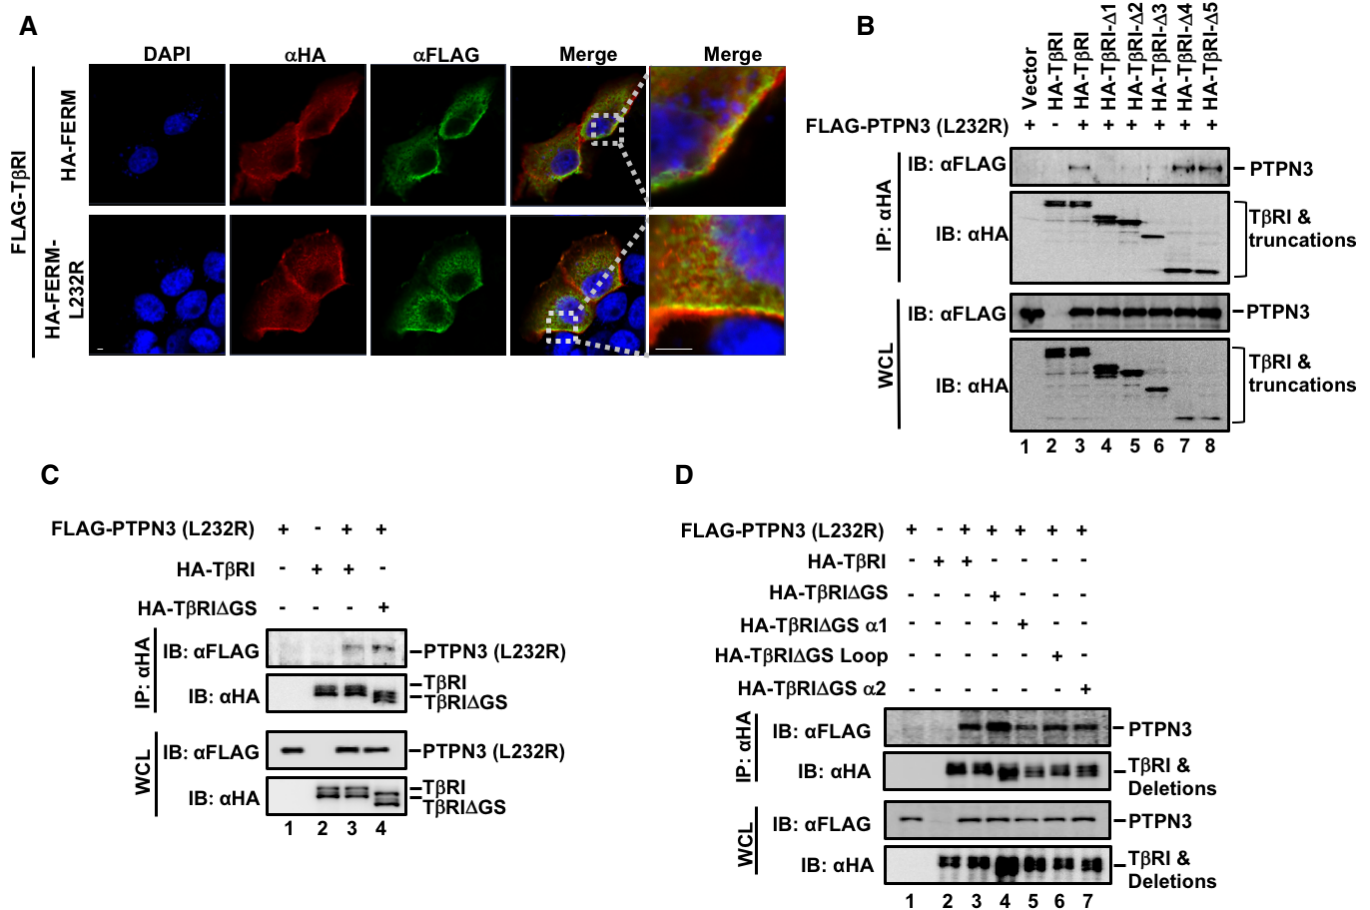 A
DAPI αHA αFLAG Merge Merge
FLAG-TβRI
HA-FERM
HA-FERM-
L232R
B
Vector
HA-TβRI
HA-TβRI
HA-TβRI-Δ1
HA-TβRI-Δ2
HA-TβRI-Δ3
HA-TβRI-Δ4
HA-TβRI-Δ5
FLAG-PTPN3 (L232R) + - + + + + + +
IP: αHA
IB: αFLAG PTPN3
IB: αHA TβRI &
truncations
WCL
IB: αFLAG PTPN3
IB: αHA TβRI &
truncations
1 2 3 4 5 6 7 8
C
FLAG-PTPN3 (L232R) + - + +
HA-TβRI - + + -
HA-TβRIΔGS - - - +
IP: αHA
IB: αFLAG PTPN3 (L232R)
IB: αHA TβRI
TβRIΔGS
WCL
IB: αFLAG PTPN3 (L232R)
IB: αHA TβRI
TβRIΔGS
1 2 3 4
D
FLAG-PTPN3 (L232R) + - + + + + +
HA-TβRI - + + - - - -
HA-TβRIΔGS - - - + - - -
HA-TβRIΔGS α1 - - - - + - -
HA-TβRIΔGS Loop - - - - - + -
HA-TβRIΔGS α2 - - - - - - +
IP: αHA
IB: αFLAG PTPN3
IB: αHA TβRI &
Deletions
WCL
IB: αFLAG PTPN3
IB: αHA TβRI &
Deletions
1 2 3 4 5 6 7